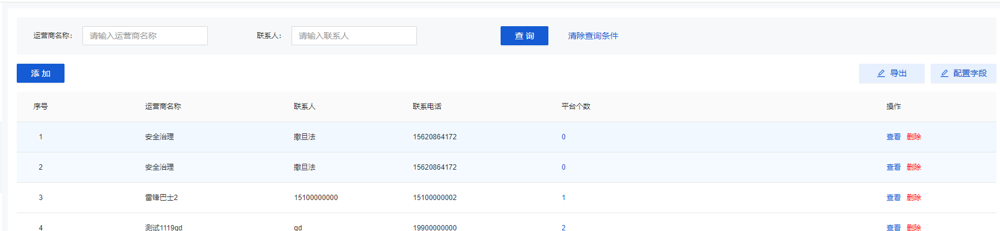 运营商名称： 请输入运营商名称 联系人： 请输入联系人 查 询 清除查询条件
添 加 导出 配置字段
序号 运营商名称 联系人 联系电话 平台个数 操作
1 安全治理 撒旦法 15620864172 0 查看 删除
2 安全治理 撒旦法 15620864172 0 查看 删除
3 雷锋巴士2 15100000000 15100000002 1 查看 删除
4 测试1119gd gd 19900000000 2 查看 删除